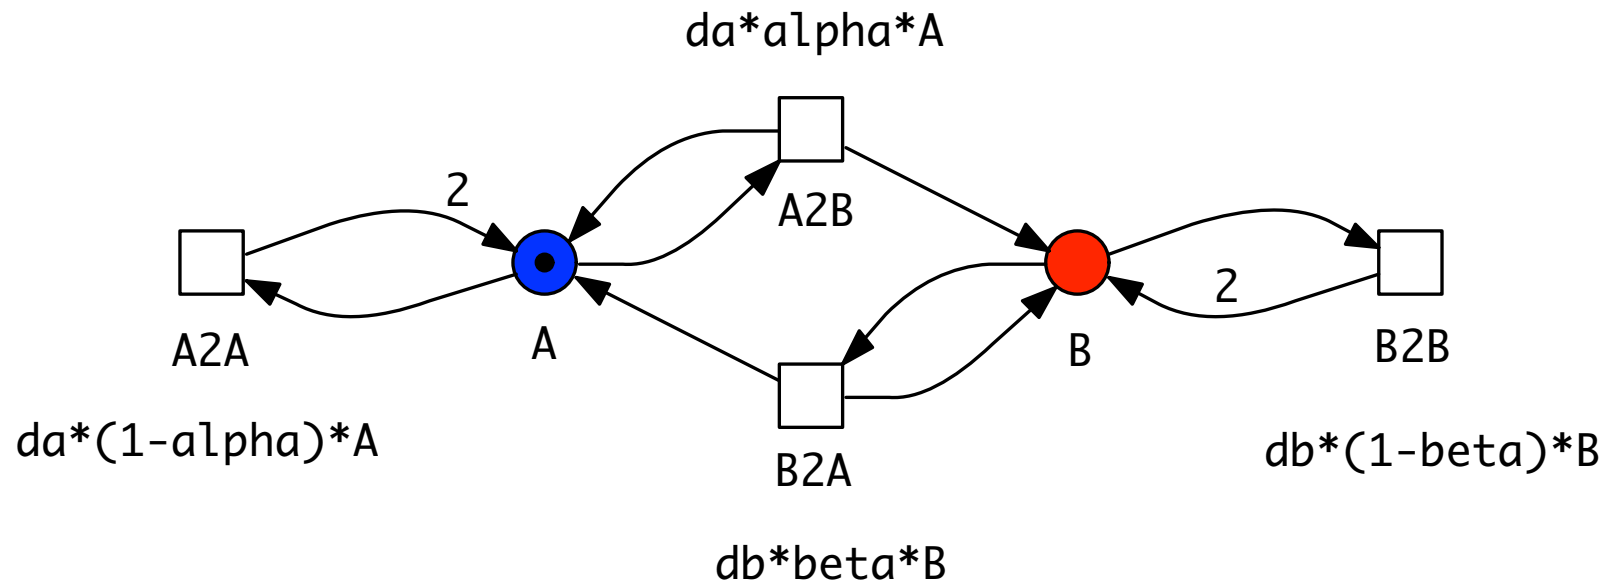 da*alpha*A
2
A2B
2
A2A
A
B
B2B
da*(1-alpha)*A
B2A
db*(1-beta)*B
db*beta*B